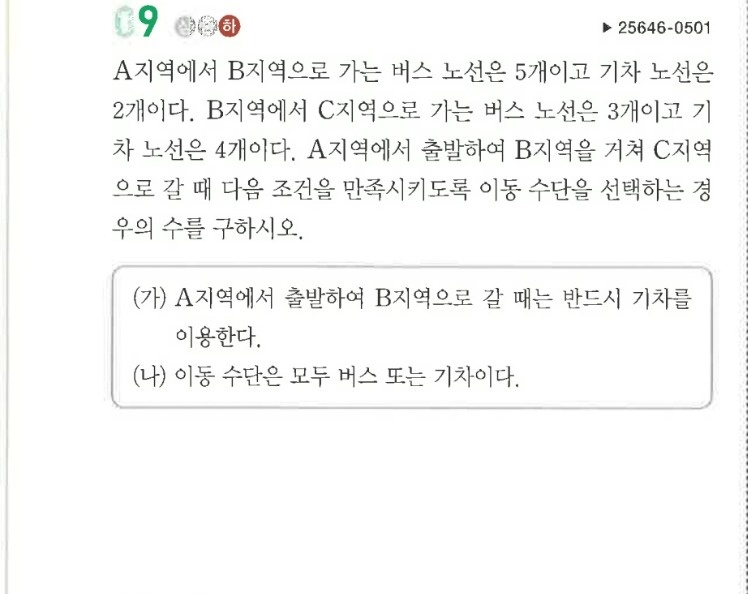 9 상중하
▶ 25646-0501
A지역에서 B지역으로 가는 버스 노선은 5개이고 기차 노선은
2개이다. B지역에서 C지역으로 가는 버스 노선은 3개이고 기
차 노선은 4개이다. A지역에서 출발하여 B지역을 거쳐 C지역
으로 갈 때 다음 조건을 만족시키도록 이동 수단을 선택하는 경
우의 수를 구하시오.
(가) A지역에서 출발하여 B지역으로 갈 때는 반드시 기차를
이용한다.
(나) 이동 수단은 모두 버스 또는 기차이다.